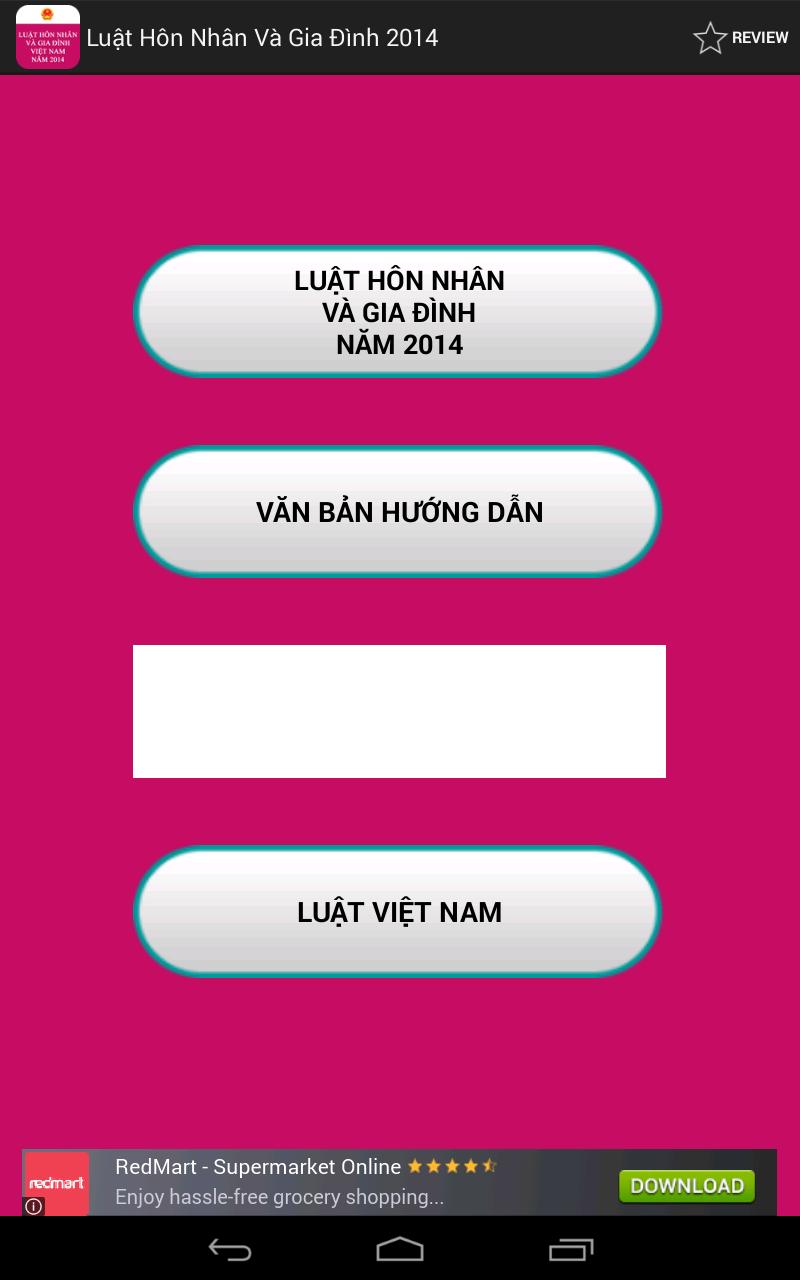 LUẬT HÔN NHÂN
VÀ GIA ĐÌNH
VIỆT NAM
NĂM 2014
Luật Hôn Nhân Và Gia Đình 2014
REVIEW
LUẬT HÔN NHÂN
VÀ GIA ĐÌNH
NĂM 2014
VĂN BẢN HƯỚNG DẪN
LUẬT VIỆT NAM
redmart
RedMart - Supermarket Online
Enjoy hassle-free grocery shopping...
DOWNLOAD